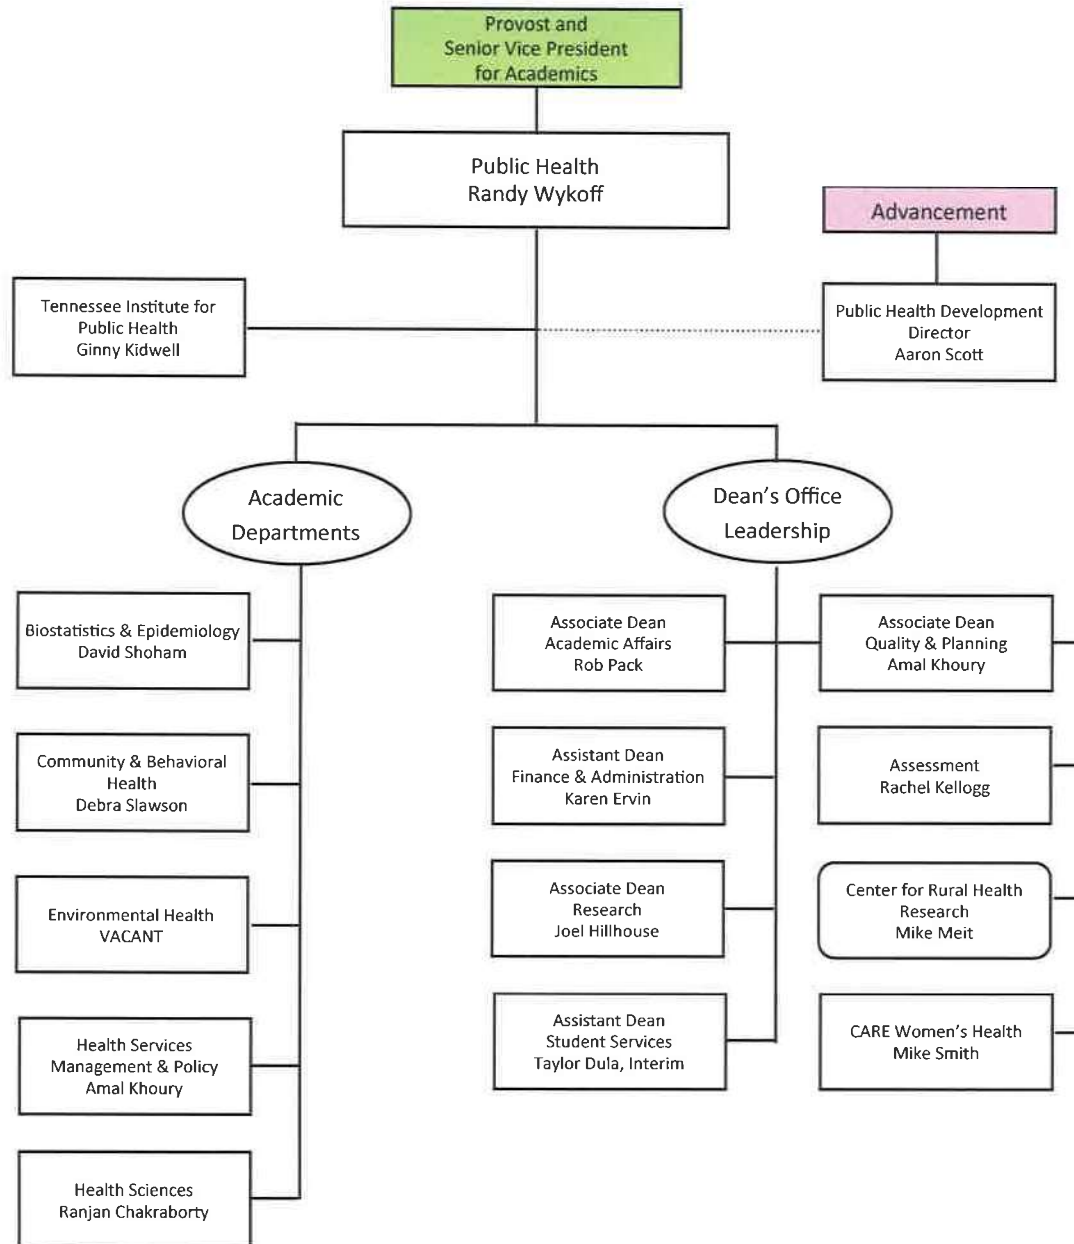 Provost and
Senior Vice President
for Academics
Public Health
Randy Wykoff
Advancement
Tennessee Institute for
Public Health
Ginny Kidwell
Public Health Development
Director
Aaron Scott
Academic
Departments
Dean's Office
Leadership
Biostatistics & Epidemiology
David Shoham
Community & Behavioral
Health
Debra Slawson
Environmental Health
VACANT
Health Services
Management & Policy
Amal Khoury
Health Sciences
Ranjan Chakraborty
Associate Dean
Academic Affairs
Rob Pack
Assistant Dean
Finance & Administration
Karen Ervin
Associate Dean
Research
Joel Hillhouse
Assistant Dean
Student Services
Taylor Dula, Interim
Associate Dean
Quality & Planning
Amal Khoury
Assessment
Rachel Kellogg
Center for Rural Health
Research
Mike Meit
CARE Women's Health
Mike Smith